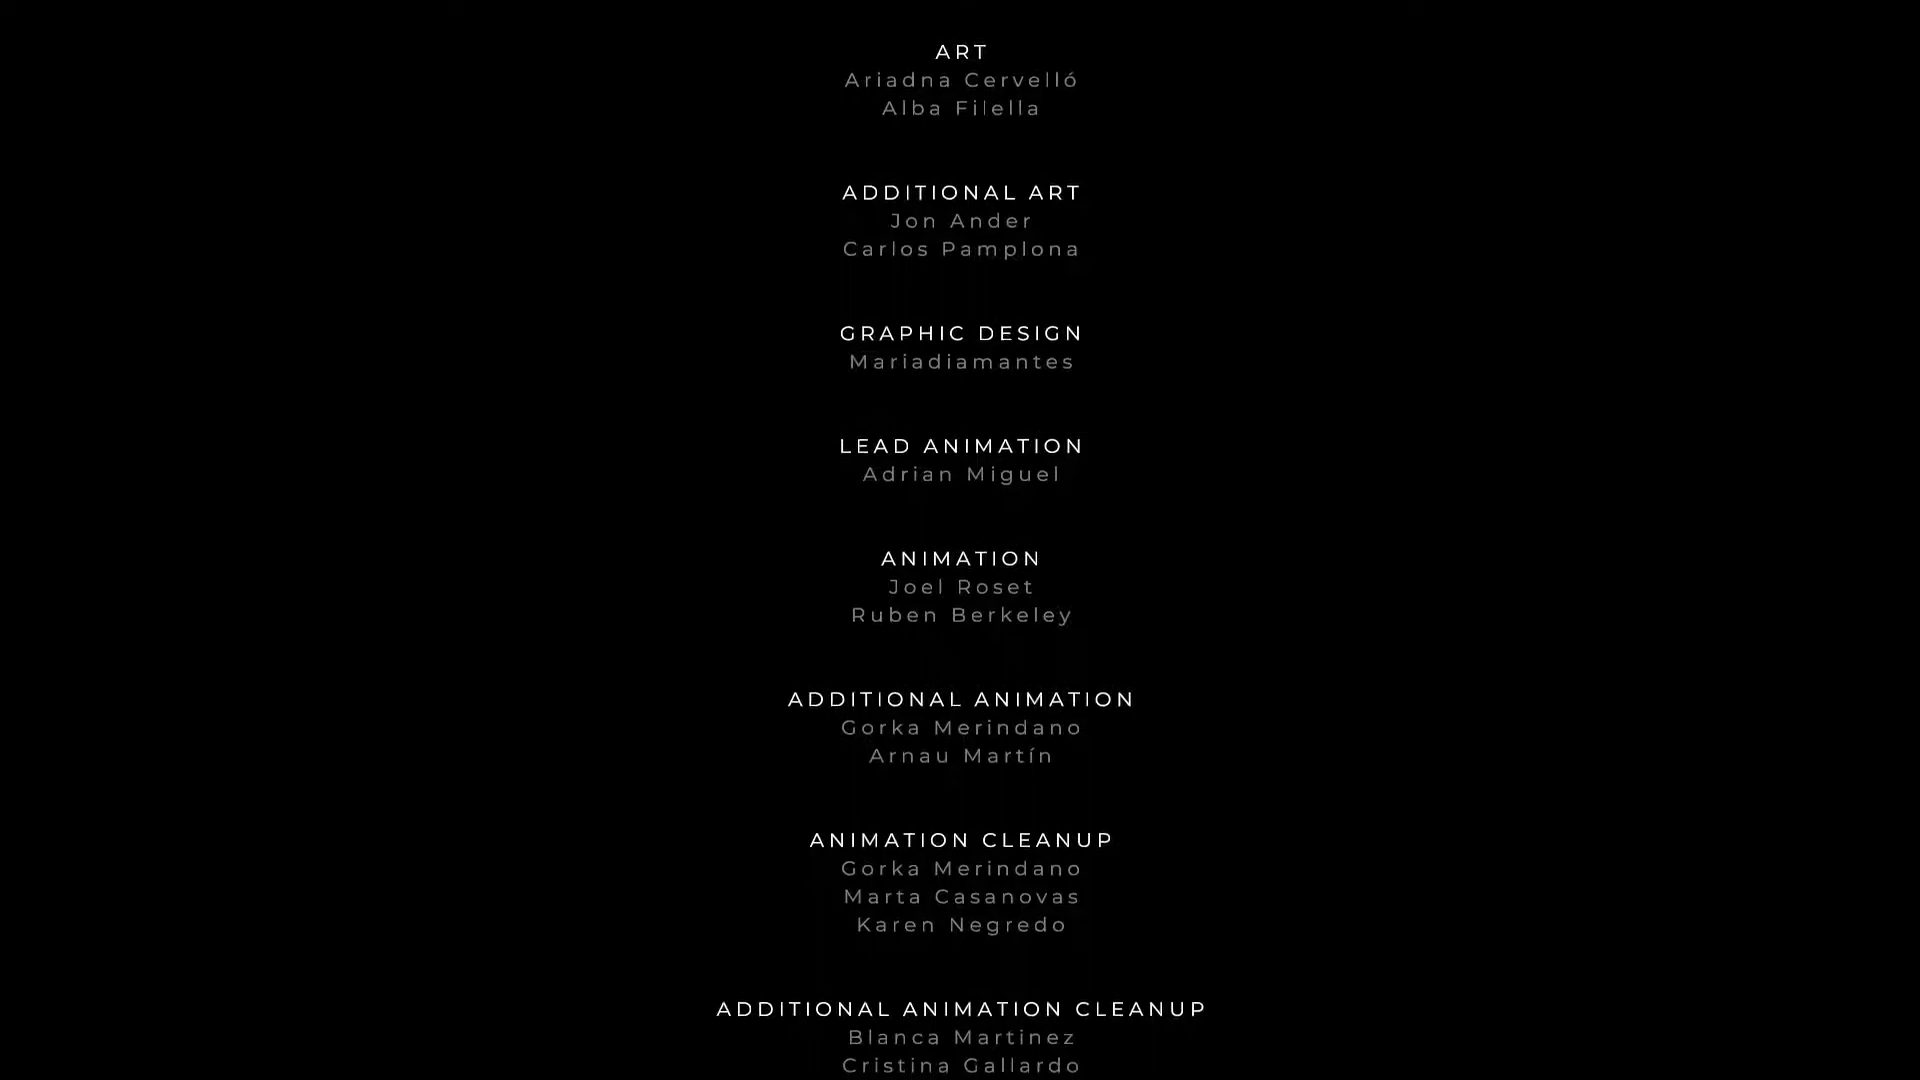 ART
Ariadna Cervelló
Alba Filella
ADDITIONAL ART
Jon Ander
Carlos Pamplona
GRAPHIC DESIGN
Mariadiamantes
LEAD ANIMATION
Adrian Miguel
ANIMATION
Joel Roset
Ruben Berkeley
ADDITIONAL ANIMATION
Gorka Merindano
Arnau Martín
ANIMATION CLEANUP
Gorka Merindano
Marta Casanovas
Karen Negredo
ADDITIONAL ANIMATION CLEANUP
Blanca Martinez
Cristina Gallardo